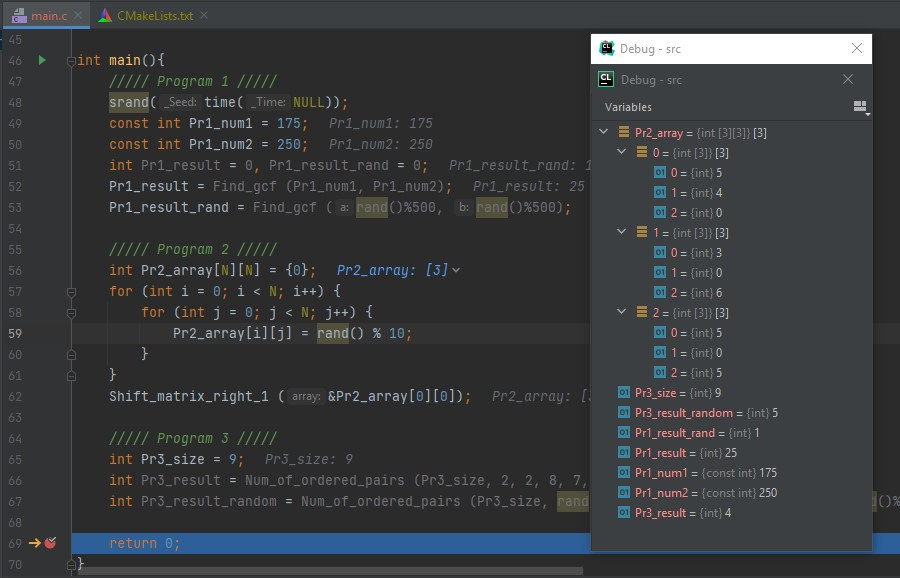 main.c
CMakeLists.txt
45
46 int main(){
47 ///// Program 1 /////
48 srand( _Seed: time( _Time: NULL));
49 const int Pr1_num1 = 175; Pr1_num1: 175
50 const int Pr1_num2 = 250; Pr1_num2: 250
51 int Pr1_result = 0, Pr1_result_rand = 0; Pr1_result_rand: 1
52 Pr1_result = Find_gcf (Pr1_num1, Pr1_num2); Pr1_result: 25
53 Pr1_result_rand = Find_gcf ( a: rand()%500, b: rand()%500);
54
55 ///// Program 2 /////
56 int Pr2_array[N][N] = {0}; Pr2_array: [3]
57 for (int i = 0; i < N; i++) {
58 for (int j = 0; j < N; j++) {
59 Pr2_array[i][j] = rand() % 10;
60 }
61 }
62 Shift_matrix_right_1 ( array: &Pr2_array[0][0]); Pr2_array: [3
63
64 ///// Program 3 /////
65 int Pr3_size = 9; Pr3_size: 9
66 int Pr3_result = Num_of_ordered_pairs (Pr3_size, 2, 2, 8, 7,
67 int Pr3_result_random = Num_of_ordered_pairs (Pr3_size, rand ()%
68
69 return 0;
70 }
Debug - src
Debug - src
Variables
Pr2_array = {int [3][3]} [3]
0 = {int [3]} [3]
0 = {int} 5
1 = {int} 4
2 = {int} 0
1 = {int [3]} [3]
0 = {int} 3
1 = {int} 0
2 = {int} 6
2 = {int [3]} [3]
0 = {int} 5
1 = {int} 0
2 = {int} 5
Pr3_size = {int} 9
Pr3_result_random = {int} 5
Pr1_result_rand = {int} 1
Pr1_result = {int} 25
Pr1_num1 = {const int} 175
Pr1_num2 = {const int} 250
Pr3_result = {int} 4